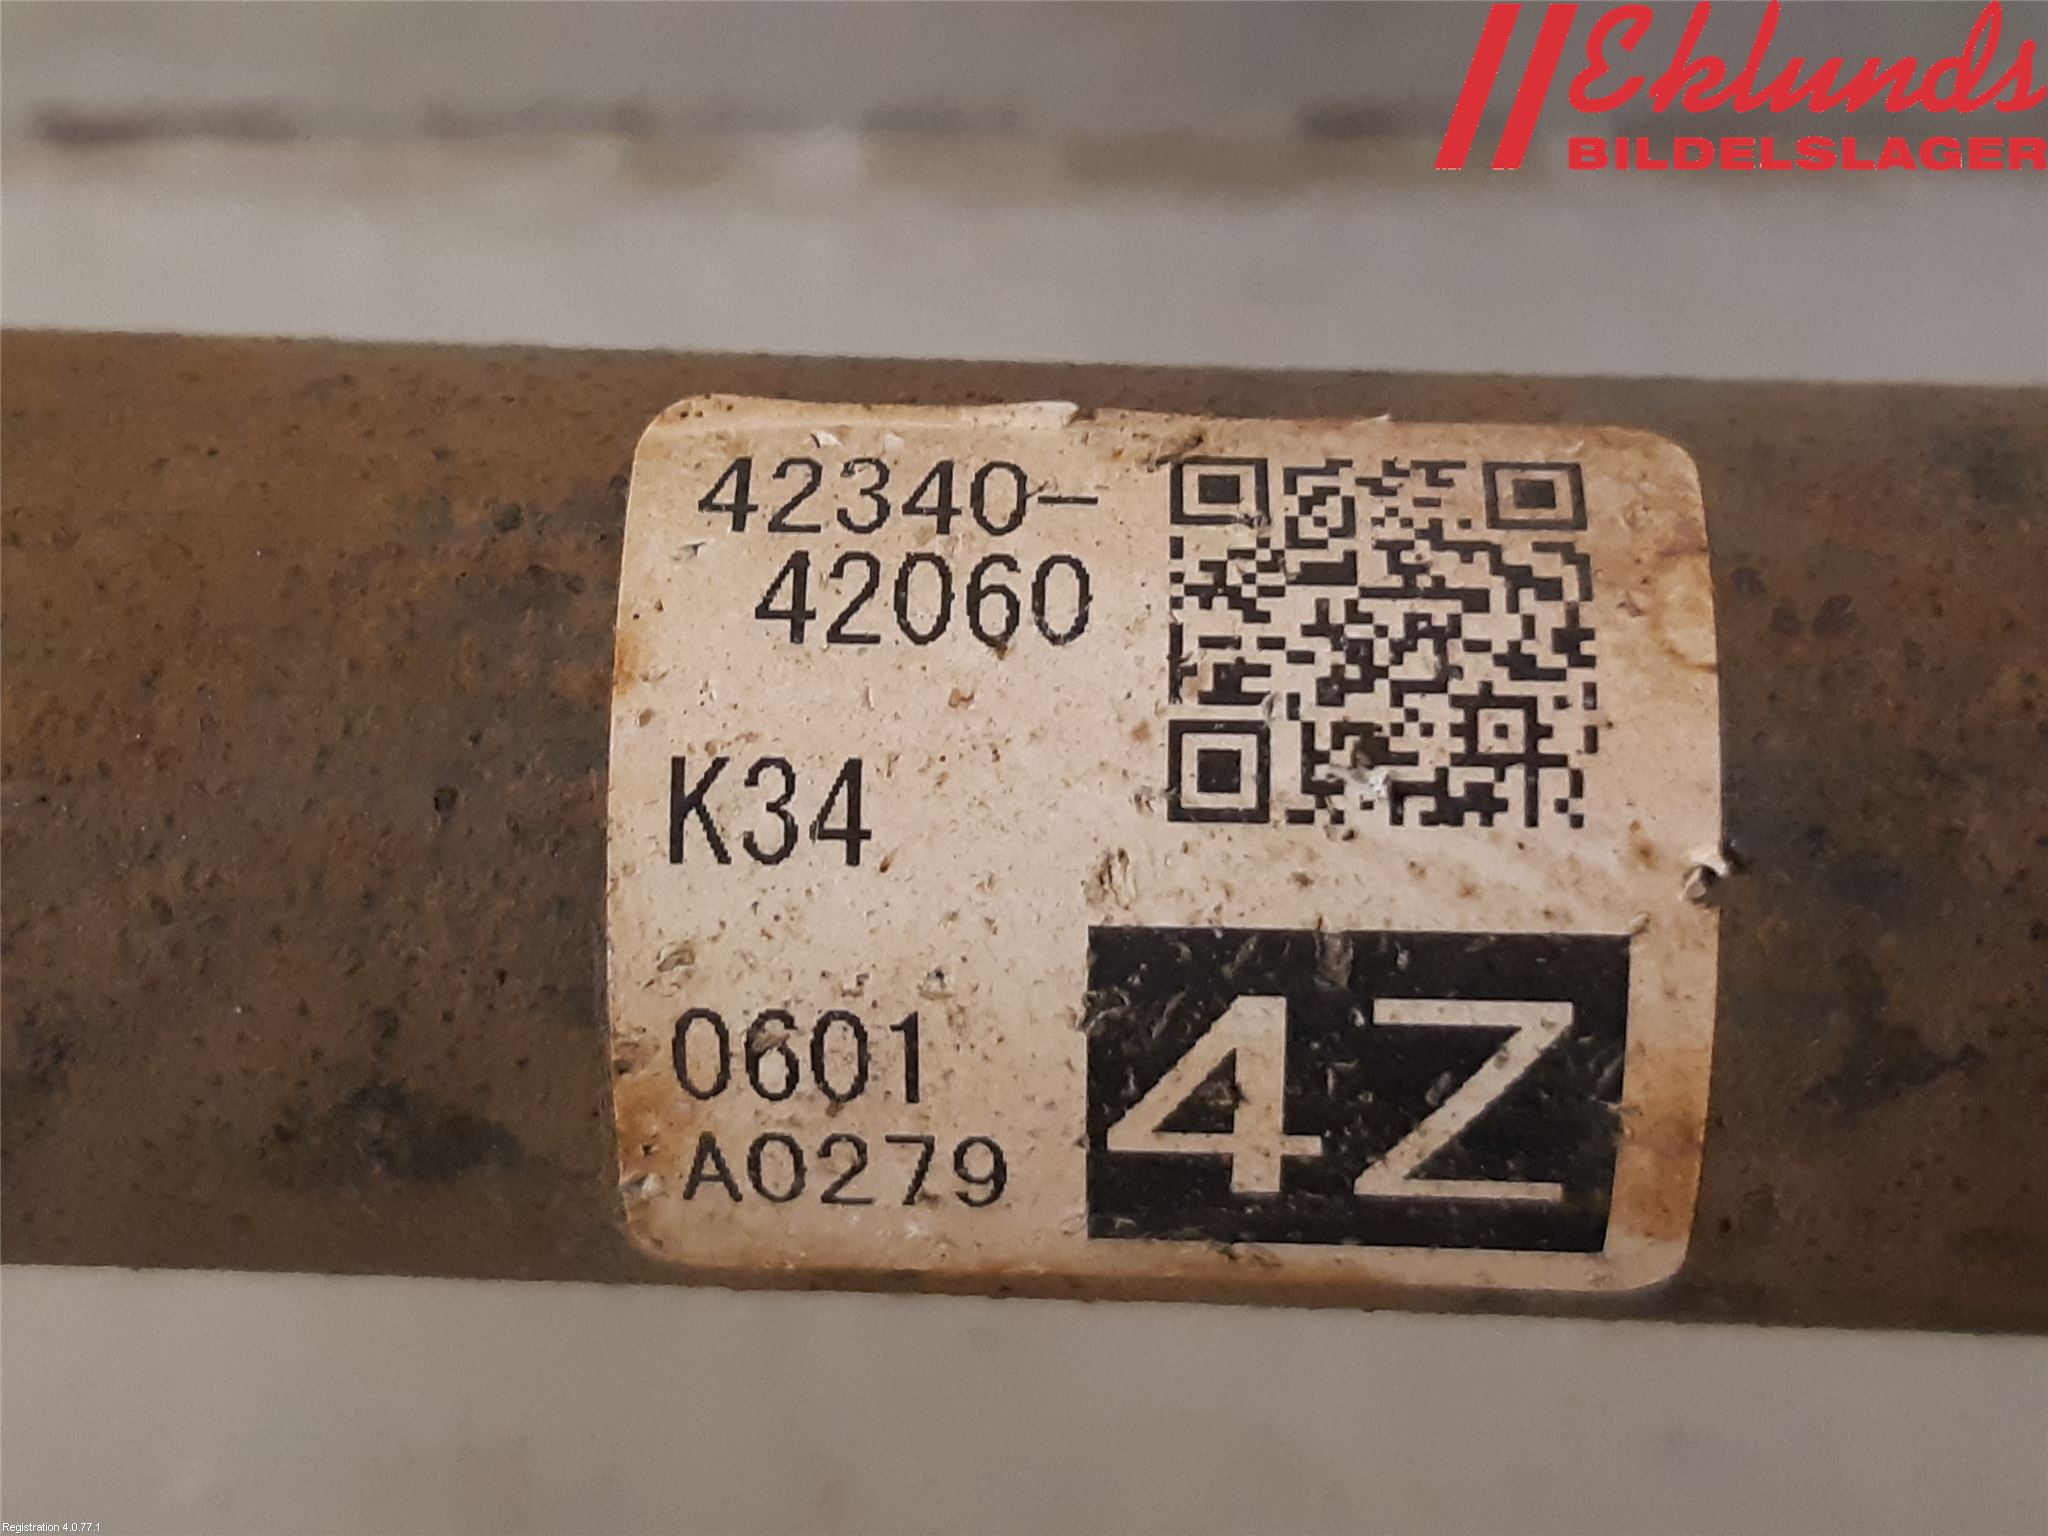 Eklunds
BILDELSLAGER
42340-
42060
K34
0601
A0279
4Z
Registration 4.0.77.1